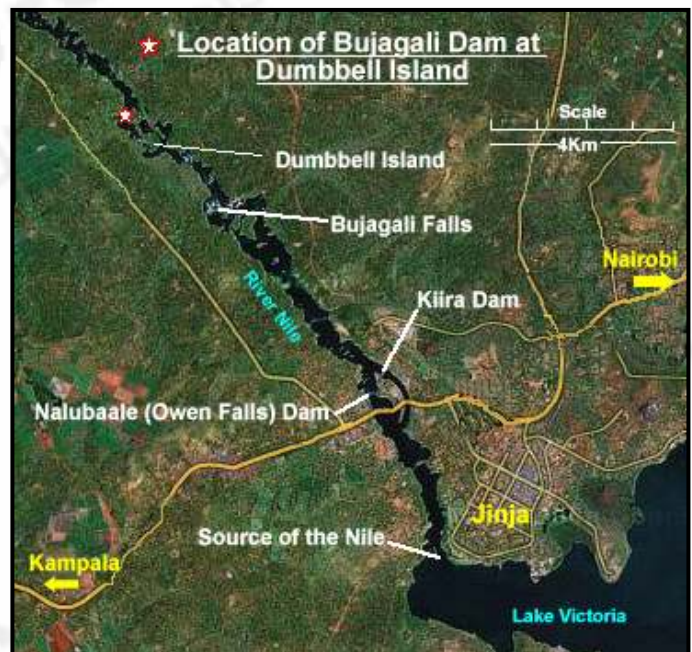 Location of Bujagali Dam at
Dumbbell Island
Scale
4Km
Dumbbell Island
Bujagali Falls
Nairobi
River Nile
Kiira Dam
Nalubaale (Owen Falls) Dam
Jinja
Source of the Nile
Kampala
Lake Victoria